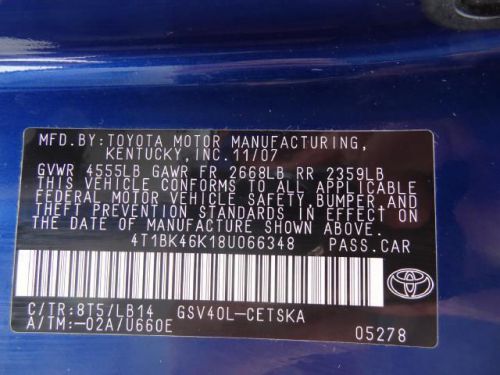 MFD.BY:TOYOTA MOTOR MANUFACTURING,
KENTUCKY,INC.11/07
GVWR 4555LB GAWR FR 2668LB RR 2359LB
THIS VEHICLE CONFORMS TO ALL APPLICABLE
FEDERAL MOTOR VEHICLE SAFETY, BUMPER, AND
THEFT PREVENTION STANDARDS IN EFFECT ON
THE DATE OF MANUFACTURE SHOWN ABOVE.
4T1BK46K18U066348 PASS.CAR
C/TR:8T5/LB14 GSV40L-CETSKA
A/TM:-02A/U660E 05278
TOYOTA